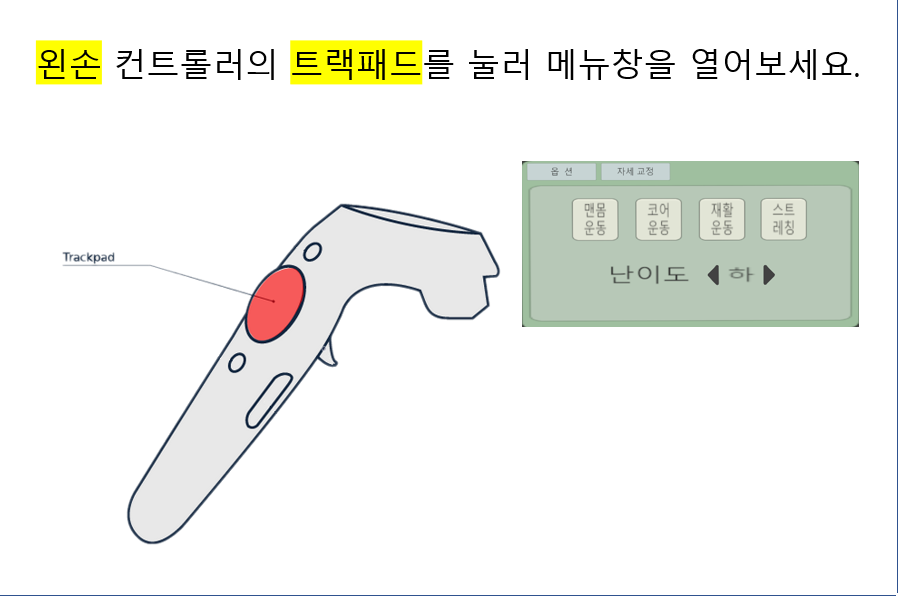 왼손 컨트롤러의 트랙패드를 눌러 메뉴창을 열어보세요.
옵 션 자세 교정
맨몸 운동 코어 운동 재활 운동 스트 레칭
Trackpad
난이도 하